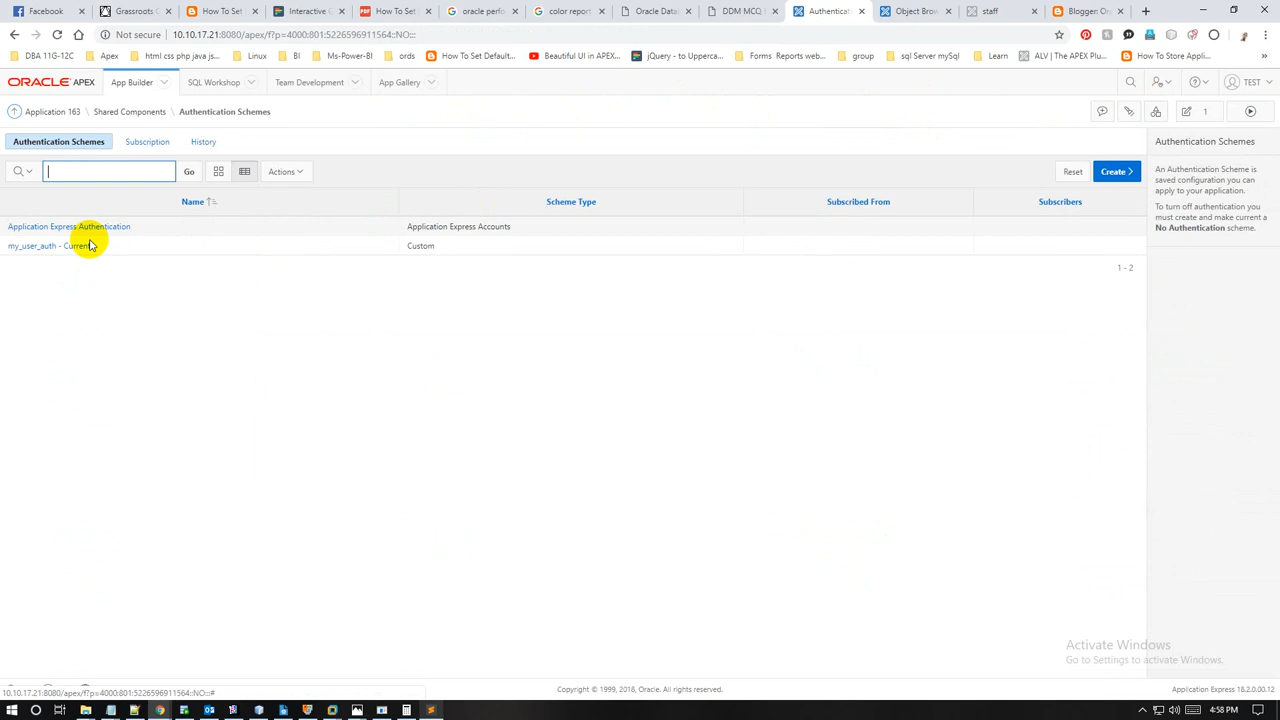 Facebook
Grassroots Co
How To Set
Interactive G
How To Set
oracle perfo
color report
Oracle Data
DDM MCQ
Authenticat
Object Brow
staff
Blogger: Ou
Not secure
10.10.17.21:8080/apex/f?p=4000:801:5226596911564::NO:::
DBA 11G-12C
Apex
html css php java js...
Linux
BI
Ms-Power-BI
ords
How To Set Default...
Beautiful UI in APEX...
jQuery - to Upperca...
Forms Reports web...
group
sql Server mySql
Learn
ALV | The APEX Plu...
How To Store Applic...
ORACLE APEX
App Builder
SQL Workshop
Team Development
App Gallery
TEST
Application 163
Shared Components
Authentication Schemes
1
Authentication Schemes
Subscription
History
Authentication Schemes
Go
Actions
Reset
Create
An Authentication Scheme is
saved configuration you can
apply to your application.
To turn off authentication you
must create and make current a
No Authentication scheme.
Name
Scheme Type
Subscribed From
Subscribers
Application Express Authentication
Application Express Accounts
my_user_auth - Current
Custom
1 - 2
Activate Windows
Go to Settings to activate Windows.
10.10.17.21:8080/apex/f?p=4000:801:5226596911564::NO:::#
Copyright © 1999, 2018, Oracle. All rights reserved.
Application Express 18.2.0.00.12
4:58 PM